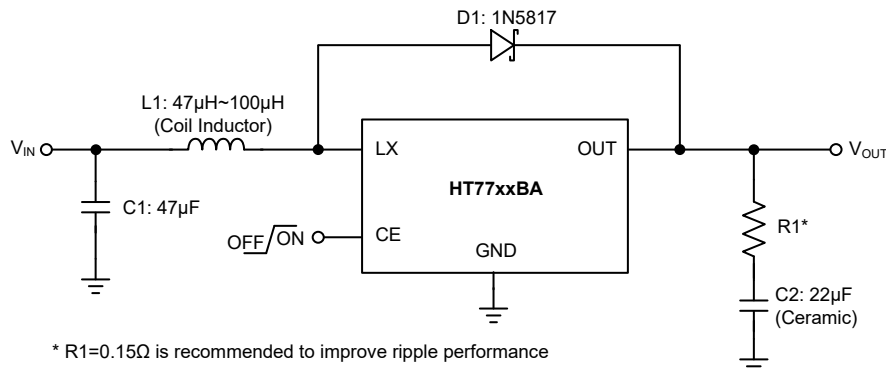 D1: 1N5817
L1: 47µH~100µH
(Coil Inductor)
VIN
LX
OUT
VOUT
HT77xxBA
C1: 47µF
R1*
OFF/ON
CE
GND
C2: 22µF
(Ceramic)
* R1=0.15Ω is recommended to improve ripple performance